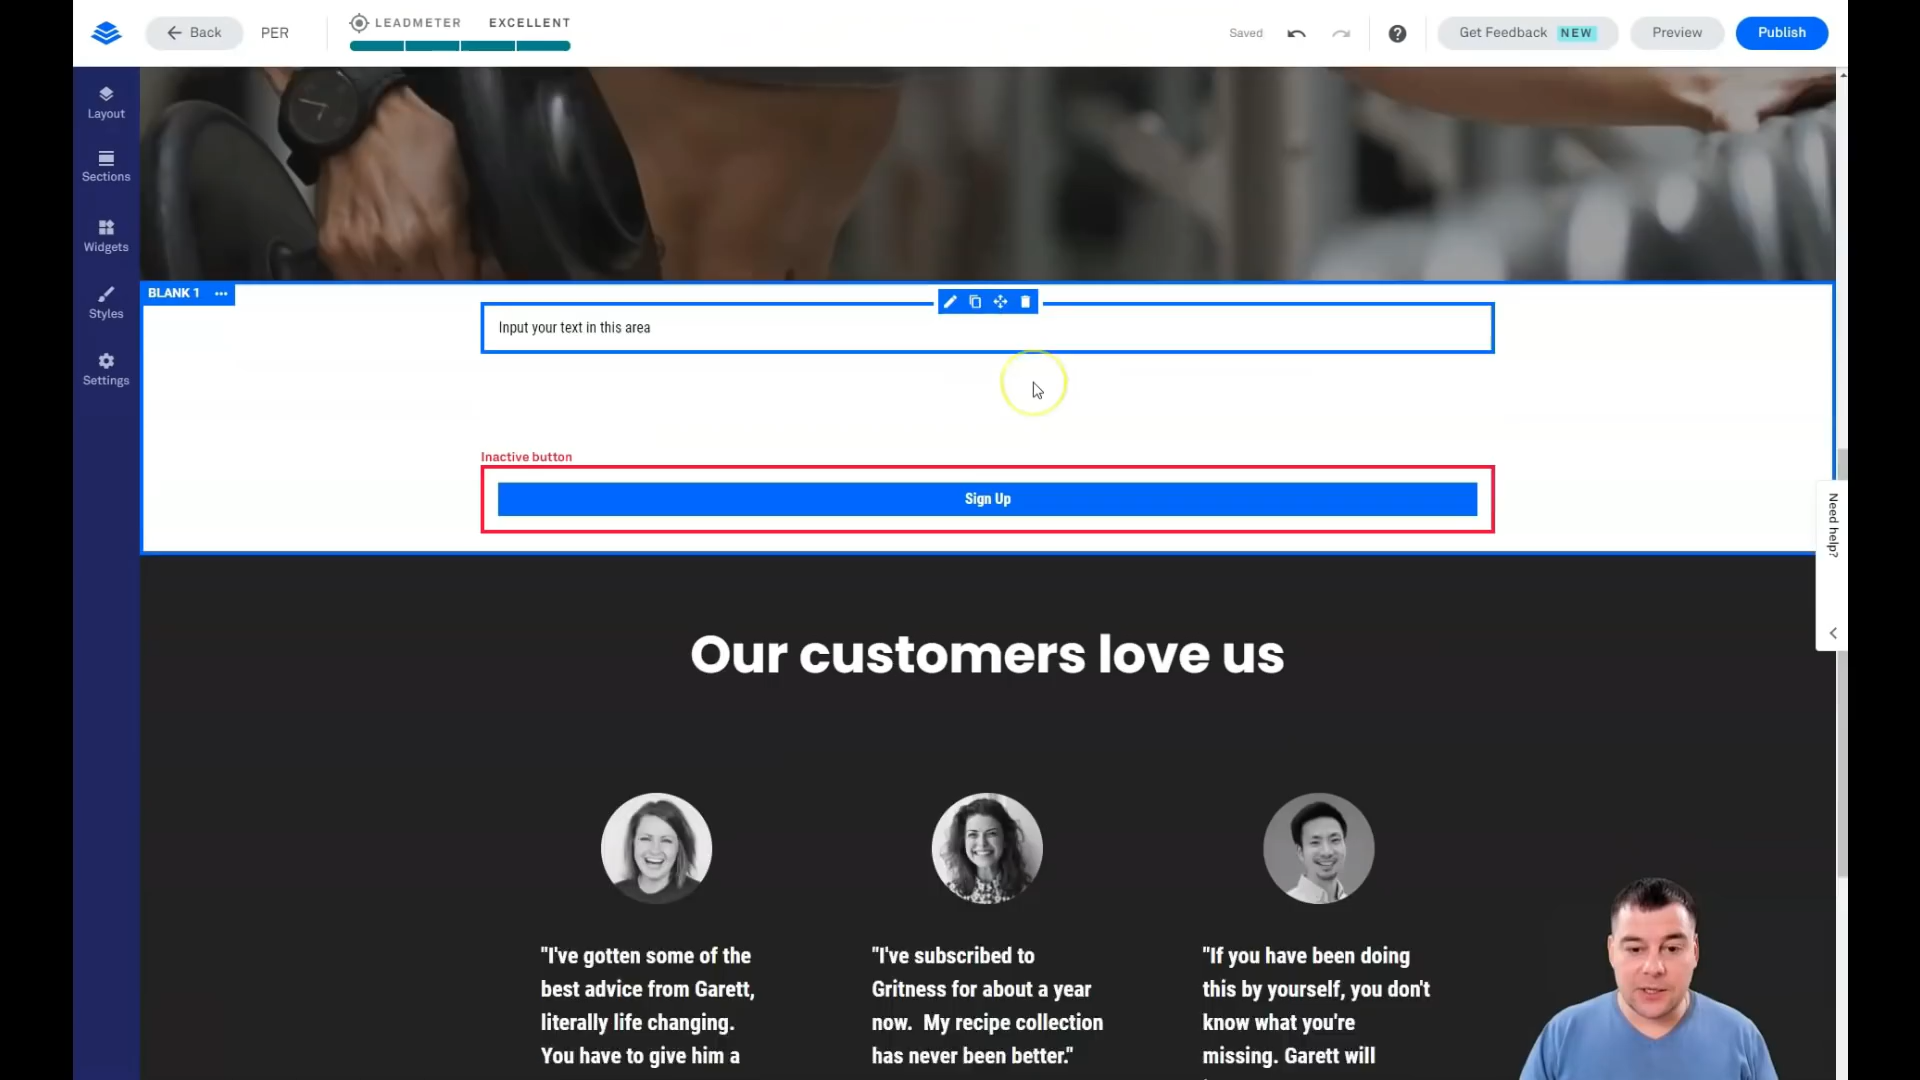 Back
PER
LEADMETER EXCELLENT
Saved
Get Feedback NEW
Preview
Publish
Layout
Sections
Widgets
Styles
Settings
BLANK 1 ...
Input your text in this area
Inactive button
Sign Up
Need help?
Our customers love us
"I've gotten some of the
best advice from Garett,
literally life changing.
You have to give him a
"I've subscribed to
Gritness for about a year
now. My recipe collection
has never been better."
"If you have been doing
this by yourself, you don't
know what you're
missing. Garett will